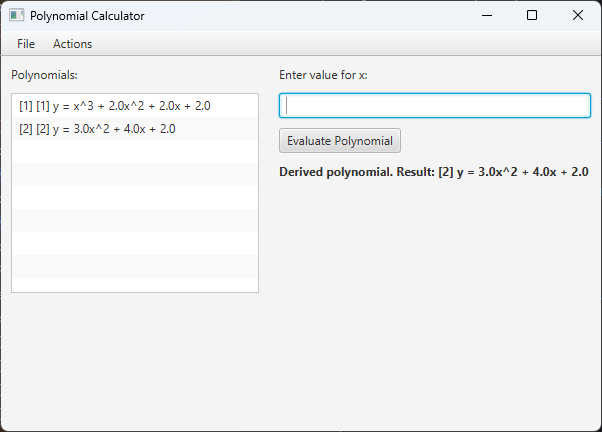 Polynomial Calculator
File Actions
Polynomials:
[1] [1] y = x^3 + 2.0x^2 + 2.0x + 2.0
[2] [2] y = 3.0x^2 + 4.0x + 2.0
Enter value for x:
Evaluate Polynomial
Derived polynomial. Result: [2] y = 3.0x^2 + 4.0x + 2.0